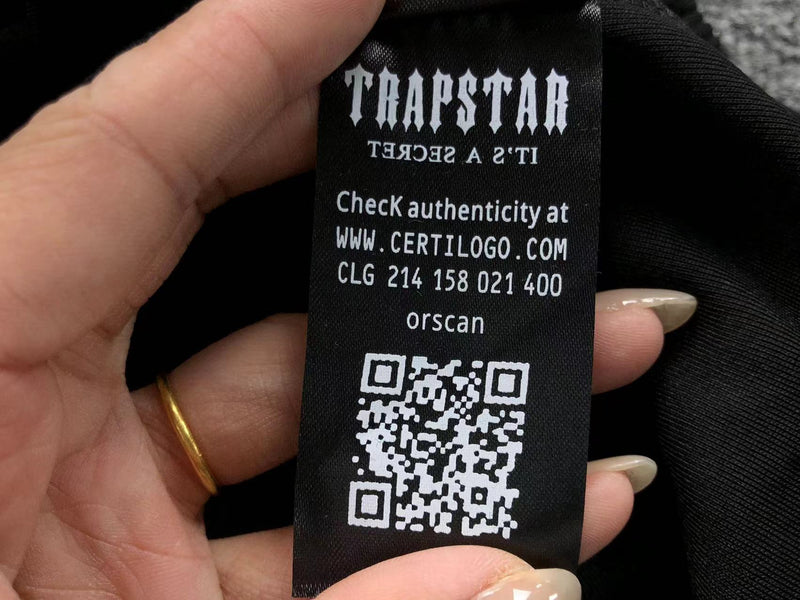 TRAPSTAR
IT'S A SECRET
ChecK authenticity at
WWW.CERTILOGO.COM
CLG 214 158 021 400
orscan